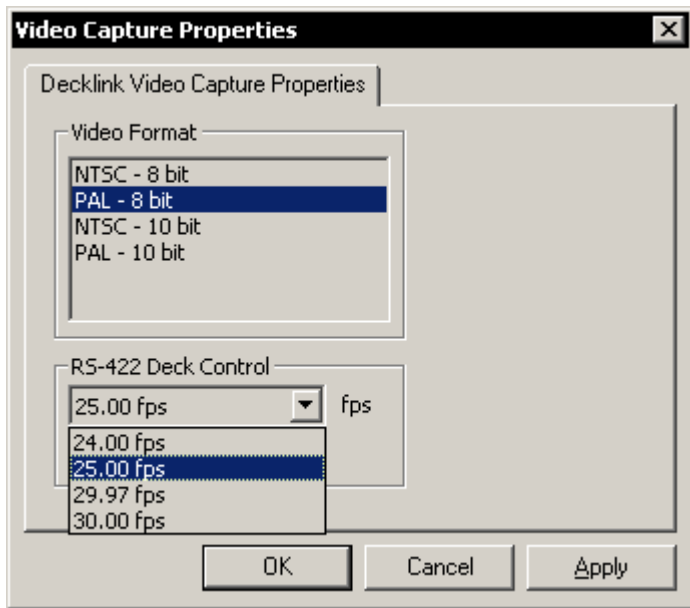 Video Capture Properties
Decklink Video Capture Properties
Video Format
NTSC - 8 bit
PAL - 8 bit
NTSC - 10 bit
PAL - 10 bit
RS-422 Deck Control
25.00 fps fps
24.00 fps
25.00 fps
29.97 fps
30.00 fps
OK Cancel Apply